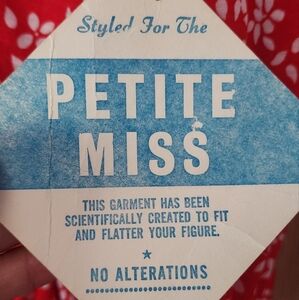 Styled For The
PETITE
MISS
THIS GARMENT HAS BEEN
SCIENTIFICALLY CREATED TO FIT
AND FLATTER YOUR FIGURE.
★
NO ALTERATIONS